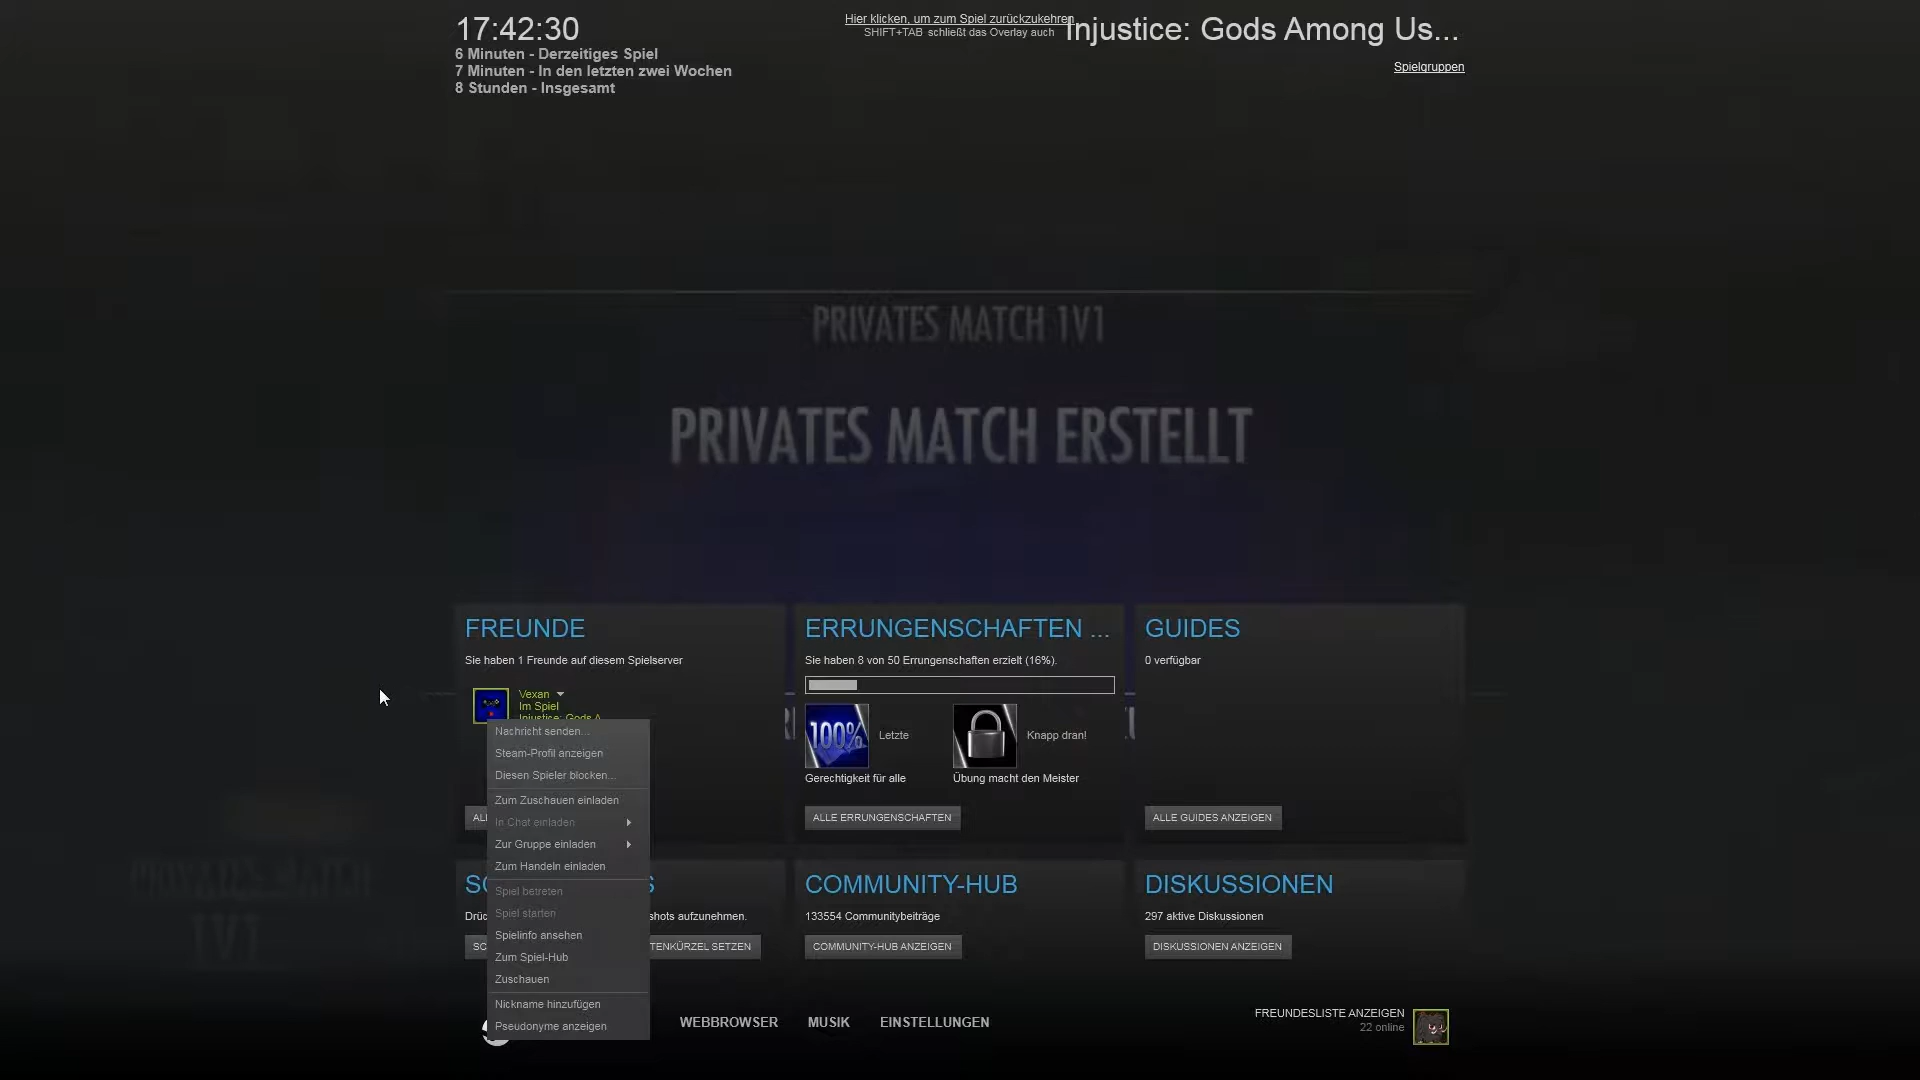 17:42:30
6 Minuten - Derzeitiges Spiel
7 Minuten - In den letzten zwei Wochen
8 Stunden - Insgesamt
Hier klicken, um zum Spiel zurückzukehren
SHIFT+TAB schließt das Overlay auch
Injustice: Gods Among Us...
Spielgruppen
PRIVATES MATCH 1V1
PRIVATES MATCH ERSTELLT
FREUNDE
Sie haben 1 Freunde auf diesem Spielserver
Vexan
Im Spiel
Injustice: Gods A
Nachricht senden...
Steam-Profil anzeigen
Diesen Spieler blocken...
Zum Zuschauen einladen
In Chat einladen
Zur Gruppe einladen
Zum Handeln einladen
Spiel betreten
Spiel starten
Spielinfo ansehen
Zum Spiel-Hub
Zuschauen
Nickname hinzufügen
Pseudonyme anzeigen
ERRUNGENSCHAFTEN ...
Sie haben 8 von 50 Errungenschaften erzielt (16%).
100%
Letzte
Knapp dran!
Gerechtigkeit für alle
Übung macht den Meister
ALLE ERRUNGENSCHAFTEN
GUIDES
0 verfügbar
ALLE GUIDES ANZEIGEN
shots aufzunehmen.
TENKÜRZEL SETZEN
COMMUNITY-HUB
133554 Communitybeiträge
COMMUNITY-HUB ANZEIGEN
DISKUSSIONEN
297 aktive Diskussionen
DISKUSSIONEN ANZEIGEN
WEBBROWSER
MUSIK
EINSTELLUNGEN
FREUNDESLISTE ANZEIGEN
22 online